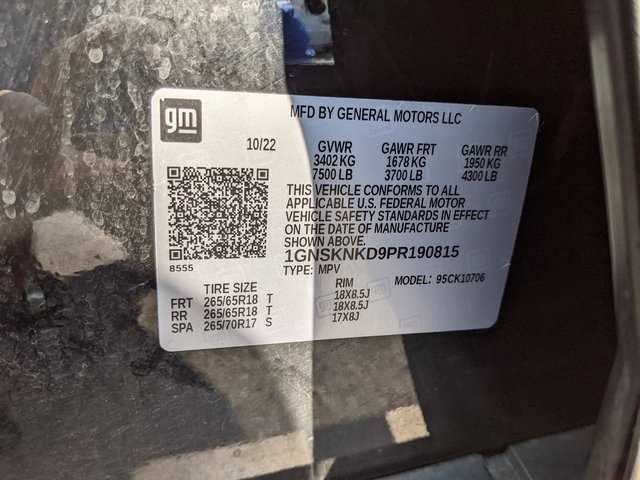 gm
MFD BY GENERAL MOTORS LLC
10/22
GVWR GAWR FRT GAWR RR
3402 KG 1678 KG 1950 KG
7500 LB 3700 LB 4300 LB
THIS VEHICLE CONFORMS TO ALL
APPLICABLE U.S. FEDERAL MOTOR
VEHICLE SAFETY STANDARDS IN EFFECT
ON THE DATE OF MANUFACTURE
SHOWN ABOVE.
1GNSKNKD9PR190815
8555
TYPE: MPV
MODEL: 95CK10706
TIRE SIZE RIM
FRT 265/65R18 T 18X8.5J
RR 265/65R18 T 18X8.5J
SPA 265/70R17 S 17X8J